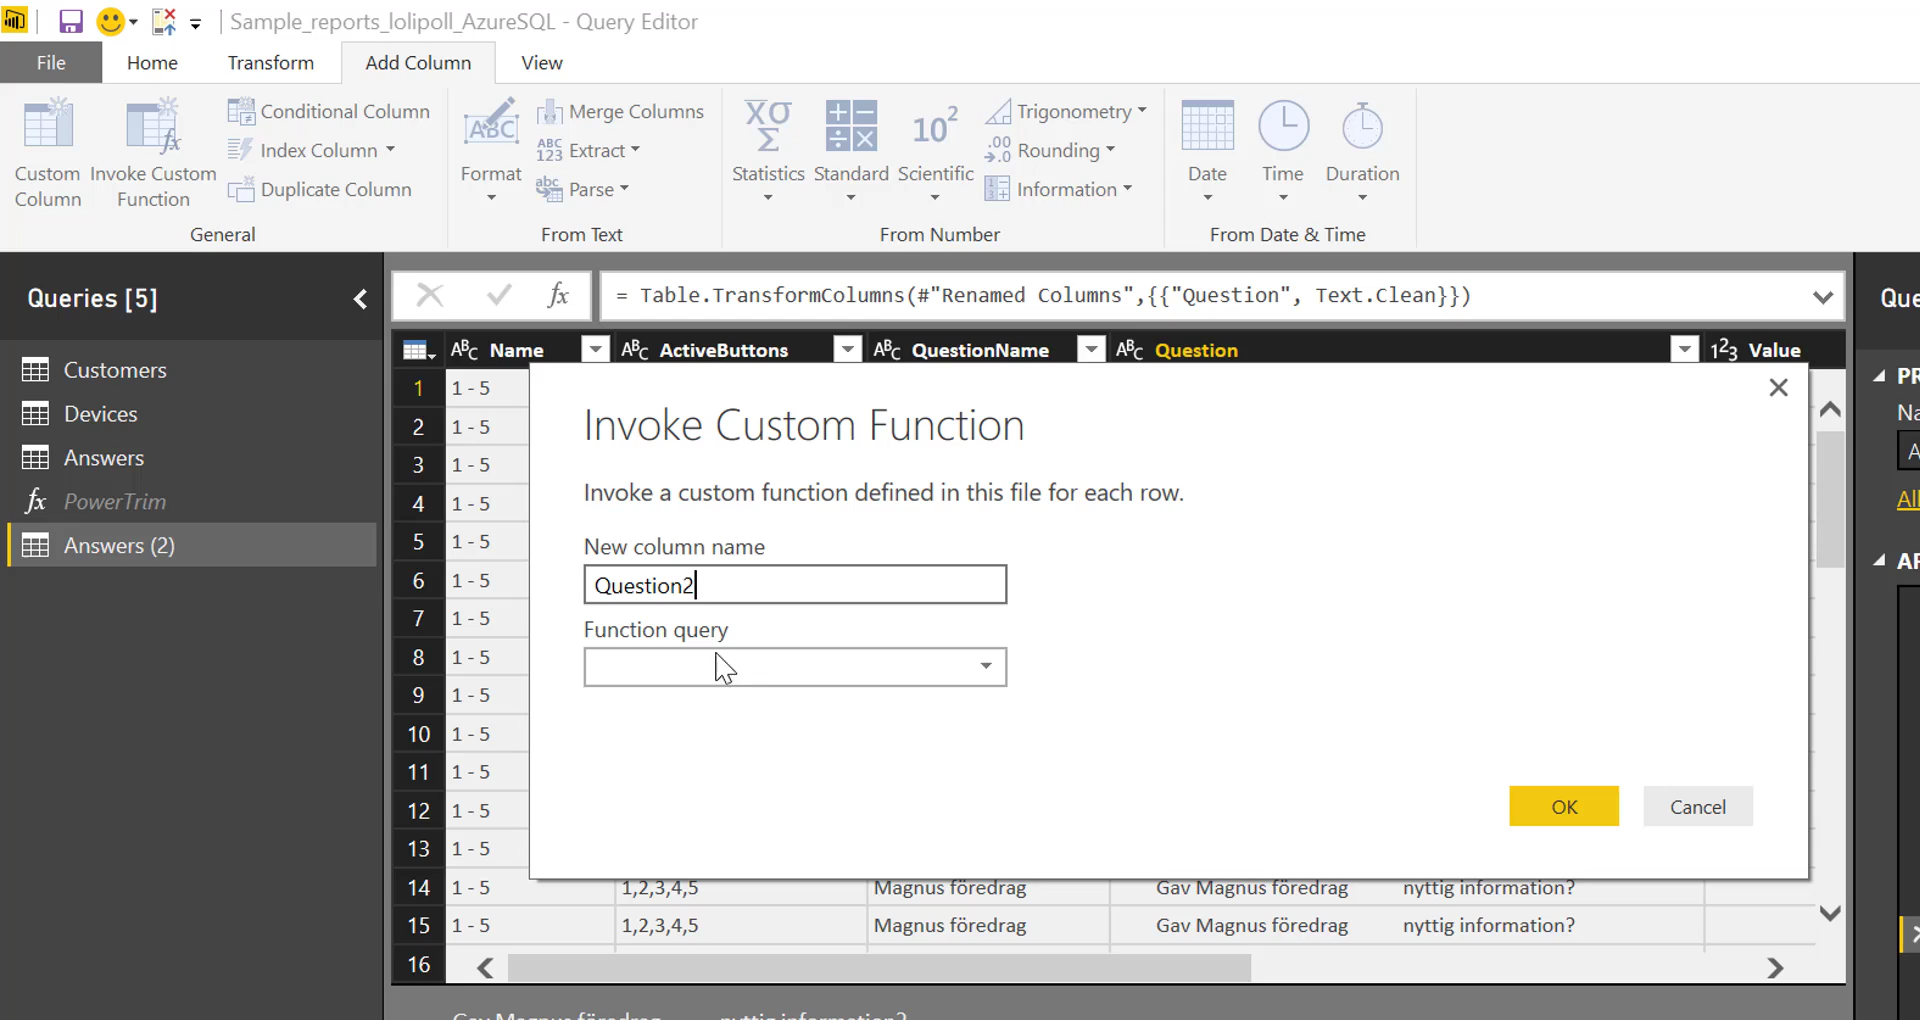 Sample_reports_lolipoll_AzureSQL - Query Editor
File Home Transform Add Column View
Custom Column
Invoke Custom Function
Conditional Column
Index Column
Duplicate Column
General
Format
Merge Columns
Extract
Parse
From Text
Statistics
Standard
Scientific
Trigonometry
Rounding
Information
From Number
Date
Time
Duration
From Date & Time
Queries [5]
Customers
Devices
Answers
PowerTrim
Answers (2)
= Table.TransformColumns(#"Renamed Columns",{{"Question", Text.Clean}})
Name ActiveButtons QuestionName Question Value
1 1 - 5
2 1 - 5
3 1 - 5
4 1 - 5
5 1 - 5
6 1 - 5
7 1 - 5
8 1 - 5
9 1 - 5
10 1 - 5
11 1 - 5
12 1 - 5
13 1 - 5
14 1 - 5 1,2,3,4,5 Magnus föredrag Gav Magnus föredrag nyttig information?
15 1 - 5 1,2,3,4,5 Magnus föredrag Gav Magnus föredrag nyttig information?
16
Invoke Custom Function
Invoke a custom function defined in this file for each row.
New column name
Question2
Function query
OK Cancel
Gav Magnus föredrag nyttig information?